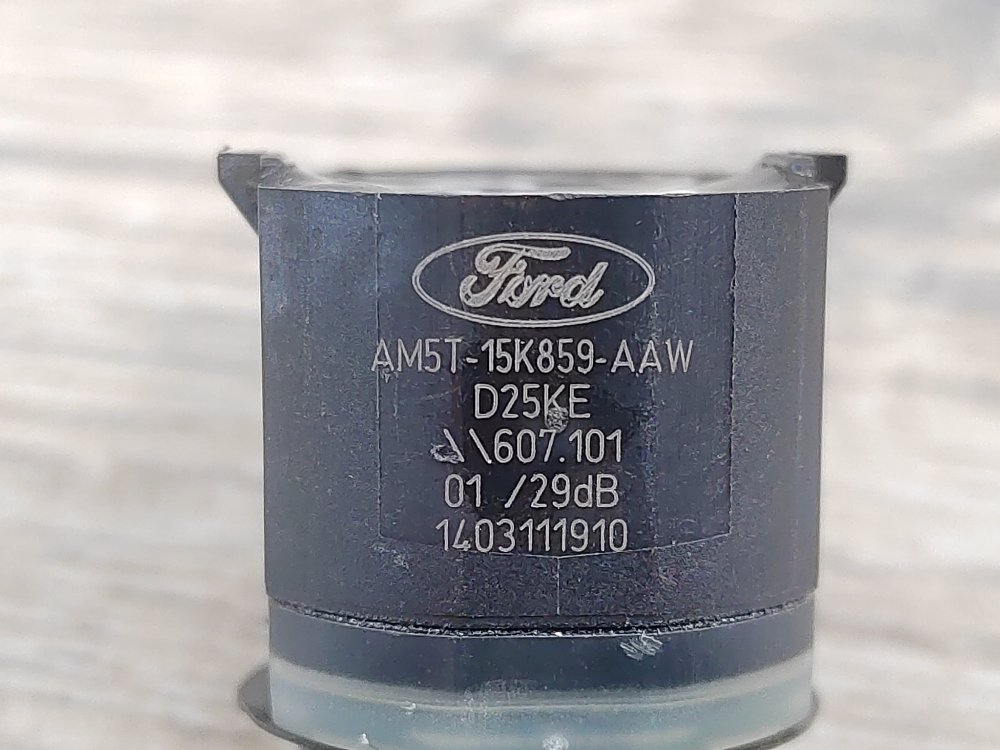 Ford
AM5T-15K859-AAW
D25KE
\\607.101
01 /29dB
1403111910